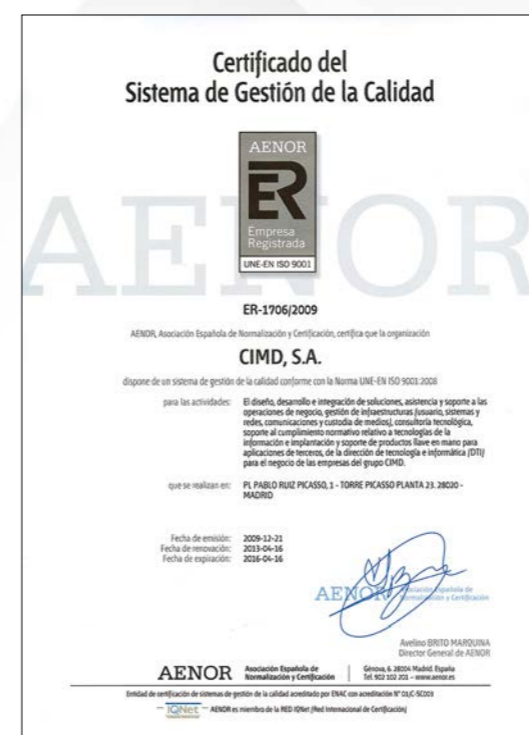 Certificado del
Sistema de Gestión de la Calidad
AENOR
AENOR
ER
Empresa
Registrada
UNE-EN ISO 9001
ER-1706/2009
AENOR, Asociación Española de Normalización y Certificación, certifica que la organización
CIMD, S.A.
dispone de un sistema de gestión de la calidad conforme con la Norma UNE-EN ISO 9001:2008
para las actividades: El diseño, desarrollo e integración de soluciones, asistencia y soporte a las
operaciones de negocio, gestión de infraestructuras (usuario, sistemas y
redes, comunicaciones y custodia de medios), consultoría tecnológica,
soporte al cumplimiento normativo relativo a tecnologías de la
información e implantación y soporte de productos llave en mano para
aplicaciones de terceros, de la dirección de tecnología e informática (DTI)
para el negocio de las empresas del grupo CIMD.
que se realizan en: PL PABLO RUIZ PICASSO, 1 - TORRE PICASSO PLANTA 23. 28020 -
MADRID
Fecha de emisión: 2009-12-21
Fecha de renovación: 2013-04-16
Fecha de expiración: 2016-04-16
AENOR Asociación Española de
Normalización y Certificación
Avelino BRITO MARQUINA
Director General de AENOR
AENOR Asociación Española de
Normalización y Certificación
Génova, 6. 28004 Madrid. España
Tel. 902 102 201 – www.aenor.es
Entidad de certificación de sistemas de gestión de la calidad acreditada por ENAC con acreditación Nº 01/C-SC003
IQNet AENOR es miembro de la RED IQNet (Red Internacional de Certificación)